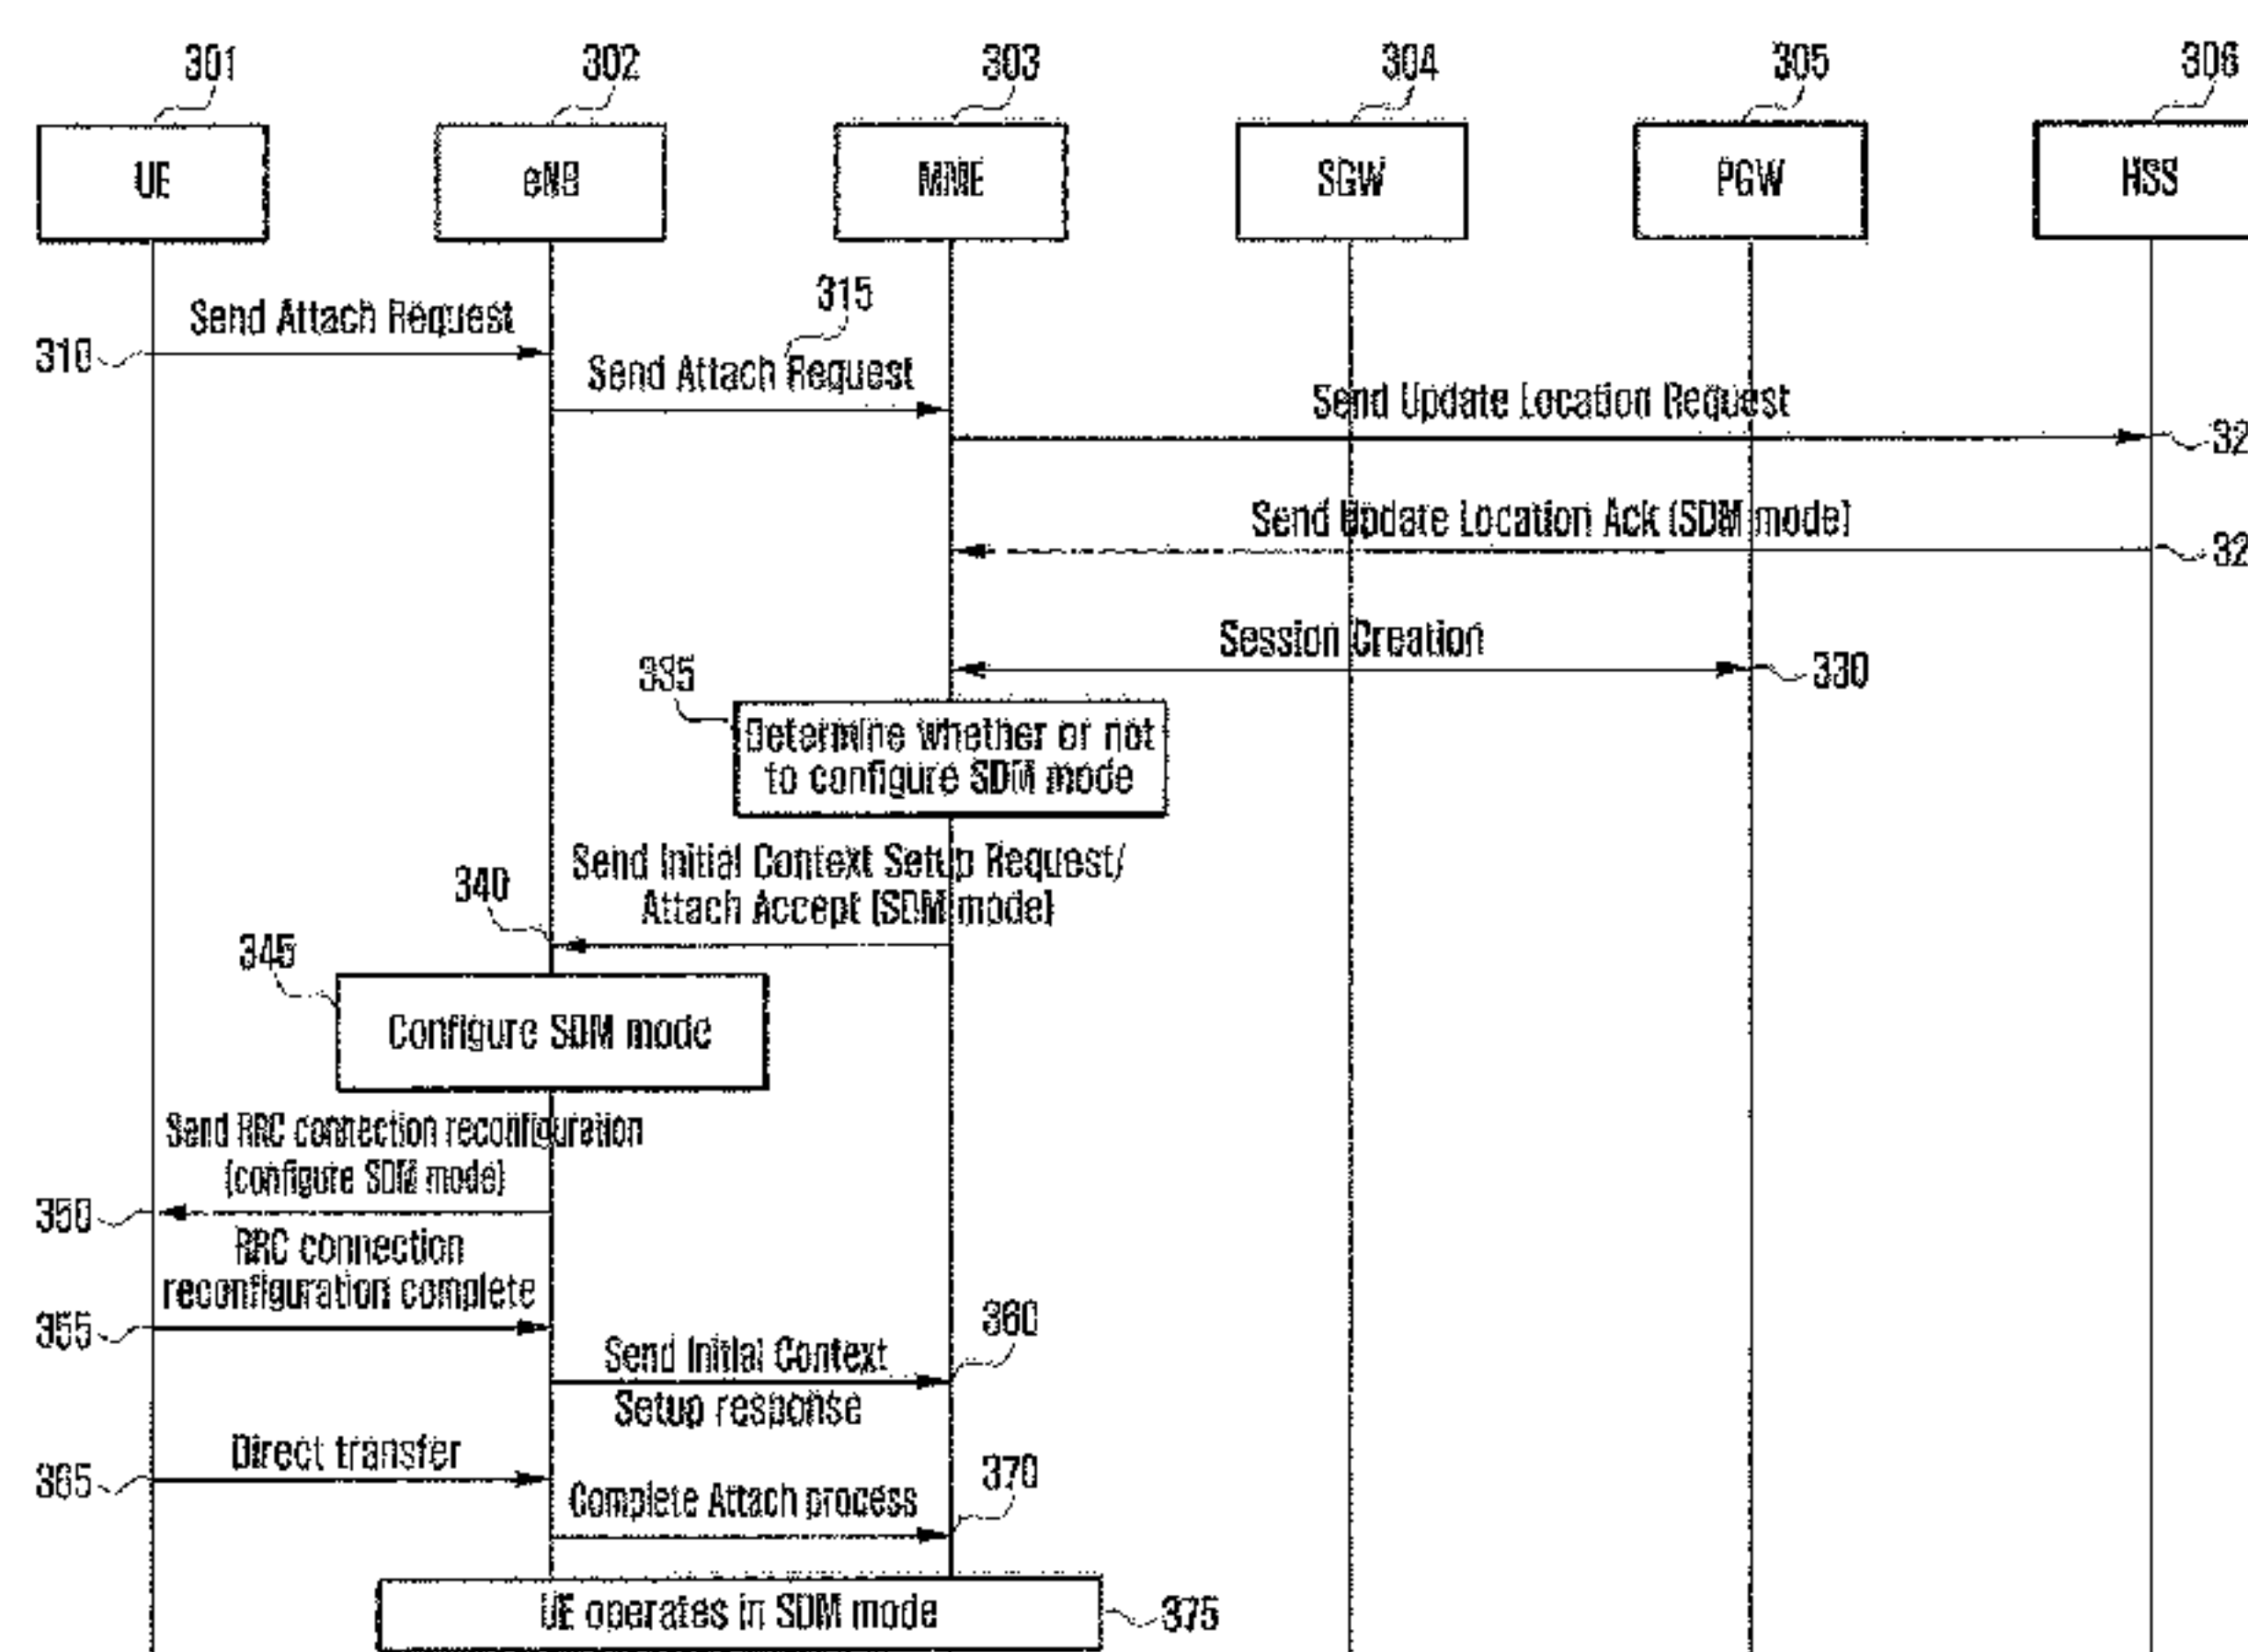 301 302 303 304 305 306
UE eNB MME SGW PGW HSS
315
Send Attach Request
310
Send Attach Request
Send Update Location Request
32
Send Update Location Ack (SDM mode)
32
Session Creation
330
335
Determine whether or not
to configure SDM mode
Send Initial Context Setup Request/
Attach Accept (SDM mode)
340
345
Configure SDM mode
Send RRC connection reconfiguration
(configure SDM mode)
350
RRC connection
reconfiguration complete
355
360
Send Initial Context
Setup response
Direct transfer
365
370
Complete Attach process
UE operates in SDM mode
375